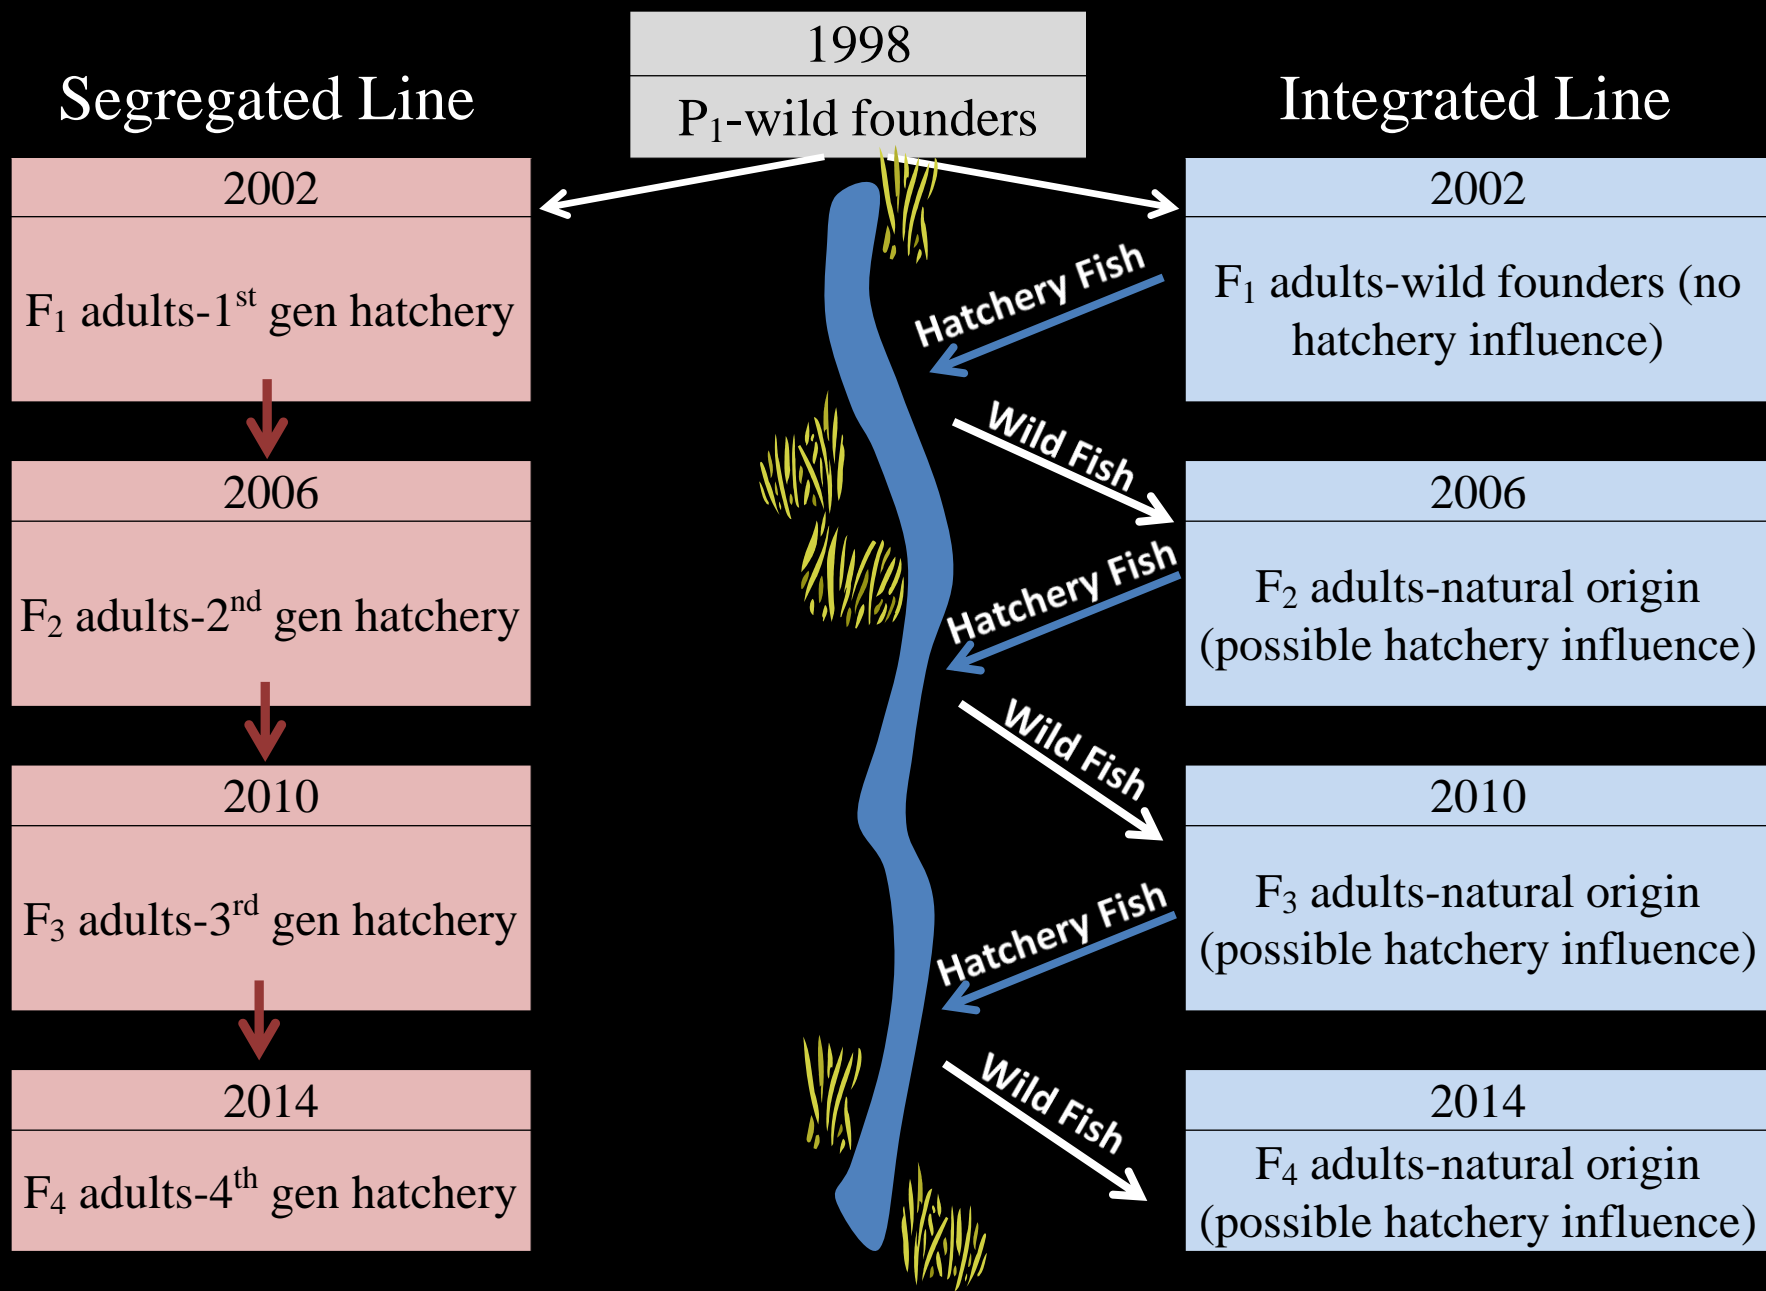 1998
P₁-wild founders
Segregated Line
2002
F₁ adults-1ˢᵗ gen hatchery
2006
F₂ adults-2ⁿᵈ gen hatchery
2010
F₃ adults-3ʳᵈ gen hatchery
2014
F₄ adults-4ᵗʰ gen hatchery
Hatchery Fish
Wild Fish
Hatchery Fish
Wild Fish
Hatchery Fish
Wild Fish
Integrated Line
2002
F₁ adults-wild founders (no
hatchery influence)
2006
F₂ adults-natural origin
(possible hatchery influence)
2010
F₃ adults-natural origin
(possible hatchery influence)
2014
F₄ adults-natural origin
(possible hatchery influence)